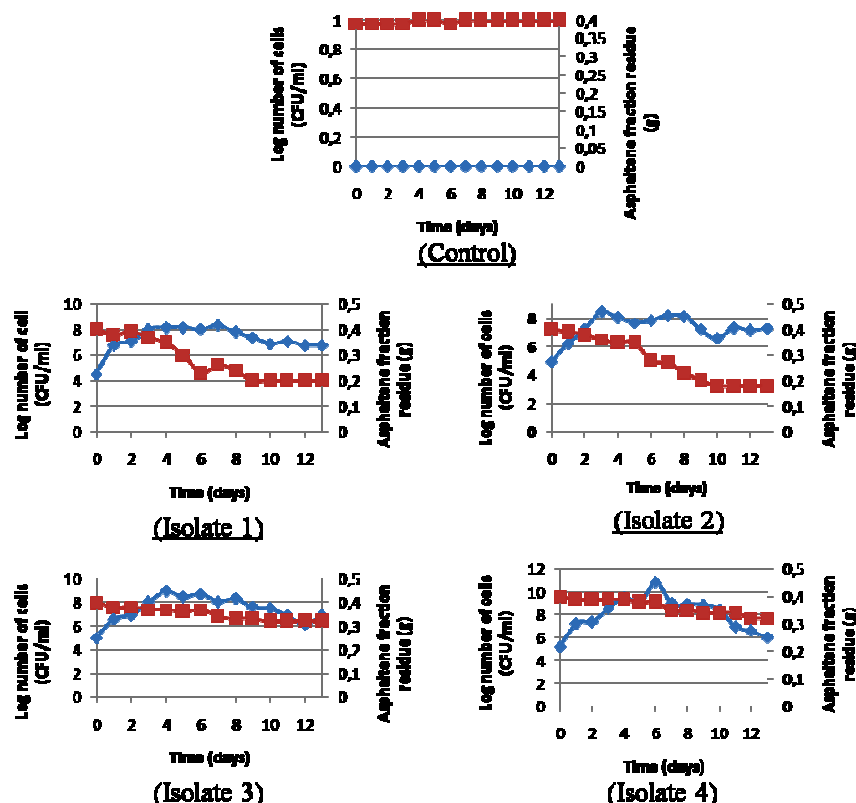 Log number of cells
(CFU/ml)
1
0,8
0,6
0,4
0,2
0
0,4
0,35
0,3
0,25
0,2
0,15
0,1
0,05
0
Asphaltene fraction residue
(g)
0 2 4 6 8 10 12
Time (days)
(Control)
Log number of cell
(CFU/ml)
10
8
6
4
2
0
0,5
0,4
0,3
0,2
0,1
0
Asphaltene fraction
residue (g)
0 2 4 6 8 10 12
Time (days)
(Isolate 1)
Log number of cells
(CFU/ml)
8
6
4
2
0
0,5
0,4
0,3
0,2
0,1
0
Asphaltene fraction
residue (g)
0 2 4 6 8 10 12
Time (days)
(Isolate 2)
Log number of cells
(CFU/ml)
10
8
6
4
2
0
0,5
0,4
0,3
0,2
0,1
0
Asphaltene fraction
residue (g)
0 2 4 6 8 10 12
Time (days)
(Isolate 3)
Log number of cells
(CFU/ml)
12
10
8
6
4
2
0
0,5
0,4
0,3
0,2
0,1
0
Asphaltene fraction
residue (g)
0 2 4 6 8 10 12
Time (days)
(Isolate 4)